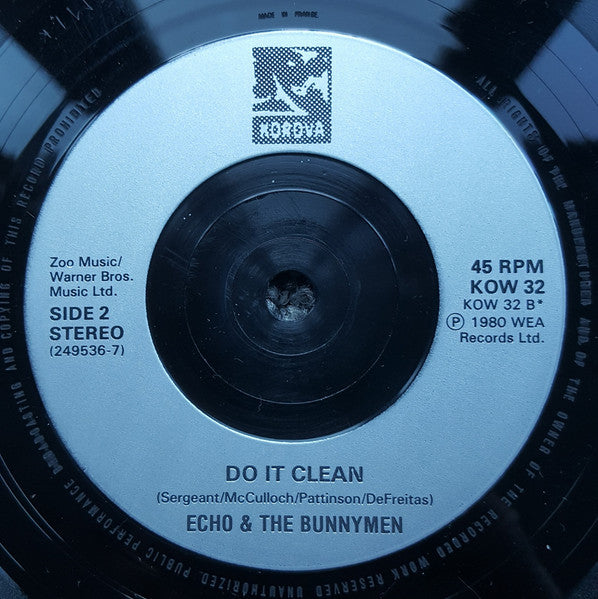 MADE IN FRANCE.
KOROVA
Zoo Music/
Warner Bros.
Music Ltd.
SIDE 2
STEREO
(249536-7)
45 RPM
KOW 32
KOW 32 B*
Ⓟ 1980 WEA
Records Ltd.
DO IT CLEAN
(Sergeant/McCulloch/Pattinson/DeFreitas)
ECHO & THE BUNNYMEN
ALL RIGHTS OF THE MANUFACTURER AND OF THE OWNER OF THE RECORDED WORK RESERVED UNAUTHORIZED. PUBLIC PERFORMANCE BROADCASTING AND COPYING OF THIS RECORD PROHIBITED